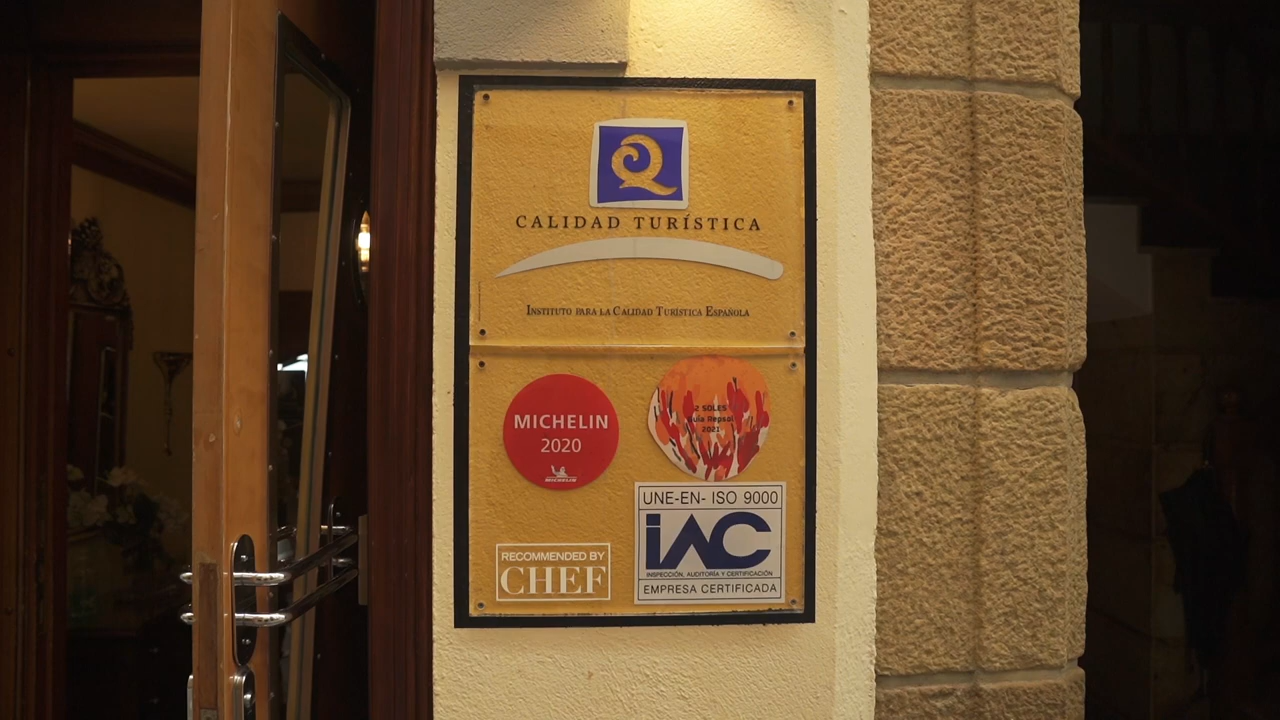 Q
CALIDAD TURÍSTICA
INSTITUTO PARA LA CALIDAD TURÍSTICA ESPAÑOLA
MICHELIN
2020
MICHELIN
2 SOLES
Guía Repsol
2021
UNE-EN- ISO 9000
iAC
INSPECCIÓN, AUDITORÍA Y CERTIFICACIÓN
EMPRESA CERTIFICADA
RECOMMENDED BY
CHEF